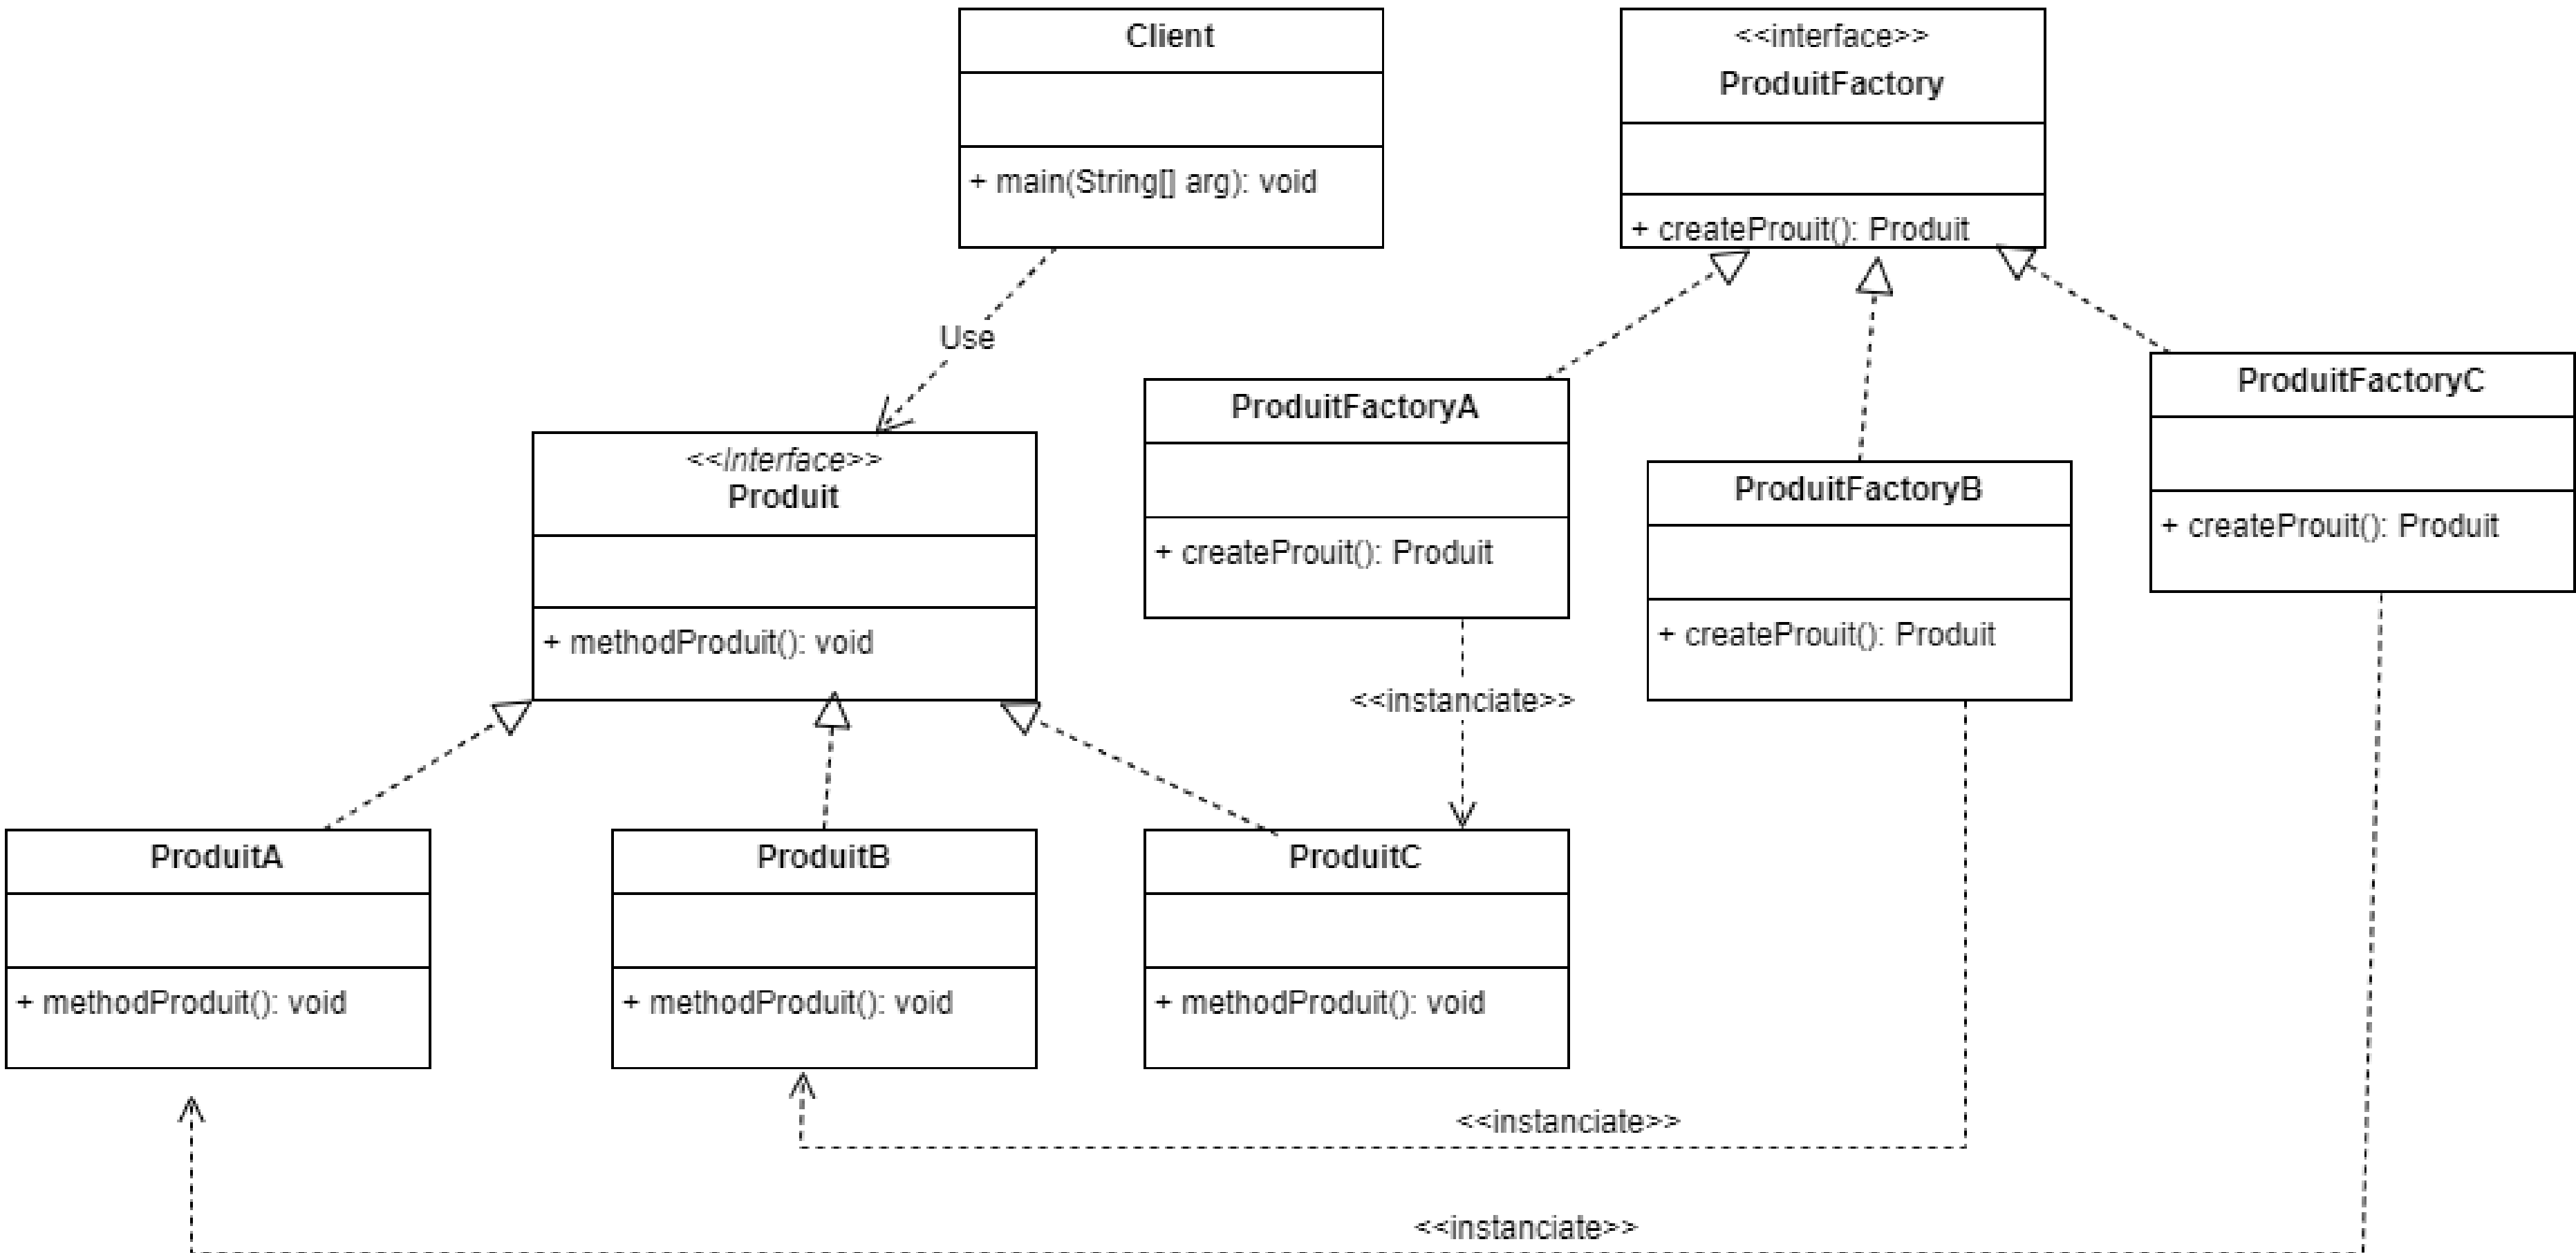 Client
+ main(String[] arg): void
<<interface>>
ProduitFactory
+ createProuit(): Produit
Use
<<Interface>>
Produit
+ methodProduit(): void
ProduitFactoryA
+ createProuit(): Produit
ProduitFactoryB
+ createProuit(): Produit
ProduitFactoryC
+ createProuit(): Produit
<<instanciate>>
ProduitA
+ methodProduit(): void
ProduitB
+ methodProduit(): void
ProduitC
+ methodProduit(): void
<<instanciate>>
<<instanciate>>